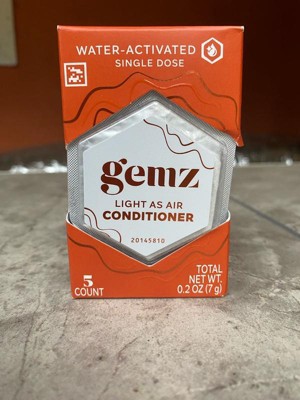 WATER-ACTIVATED
SINGLE DOSE
gemz
LIGHT AS AIR
CONDITIONER
20145810
5
COUNT
TOTAL
NET WT.
0.2 OZ (7 g)